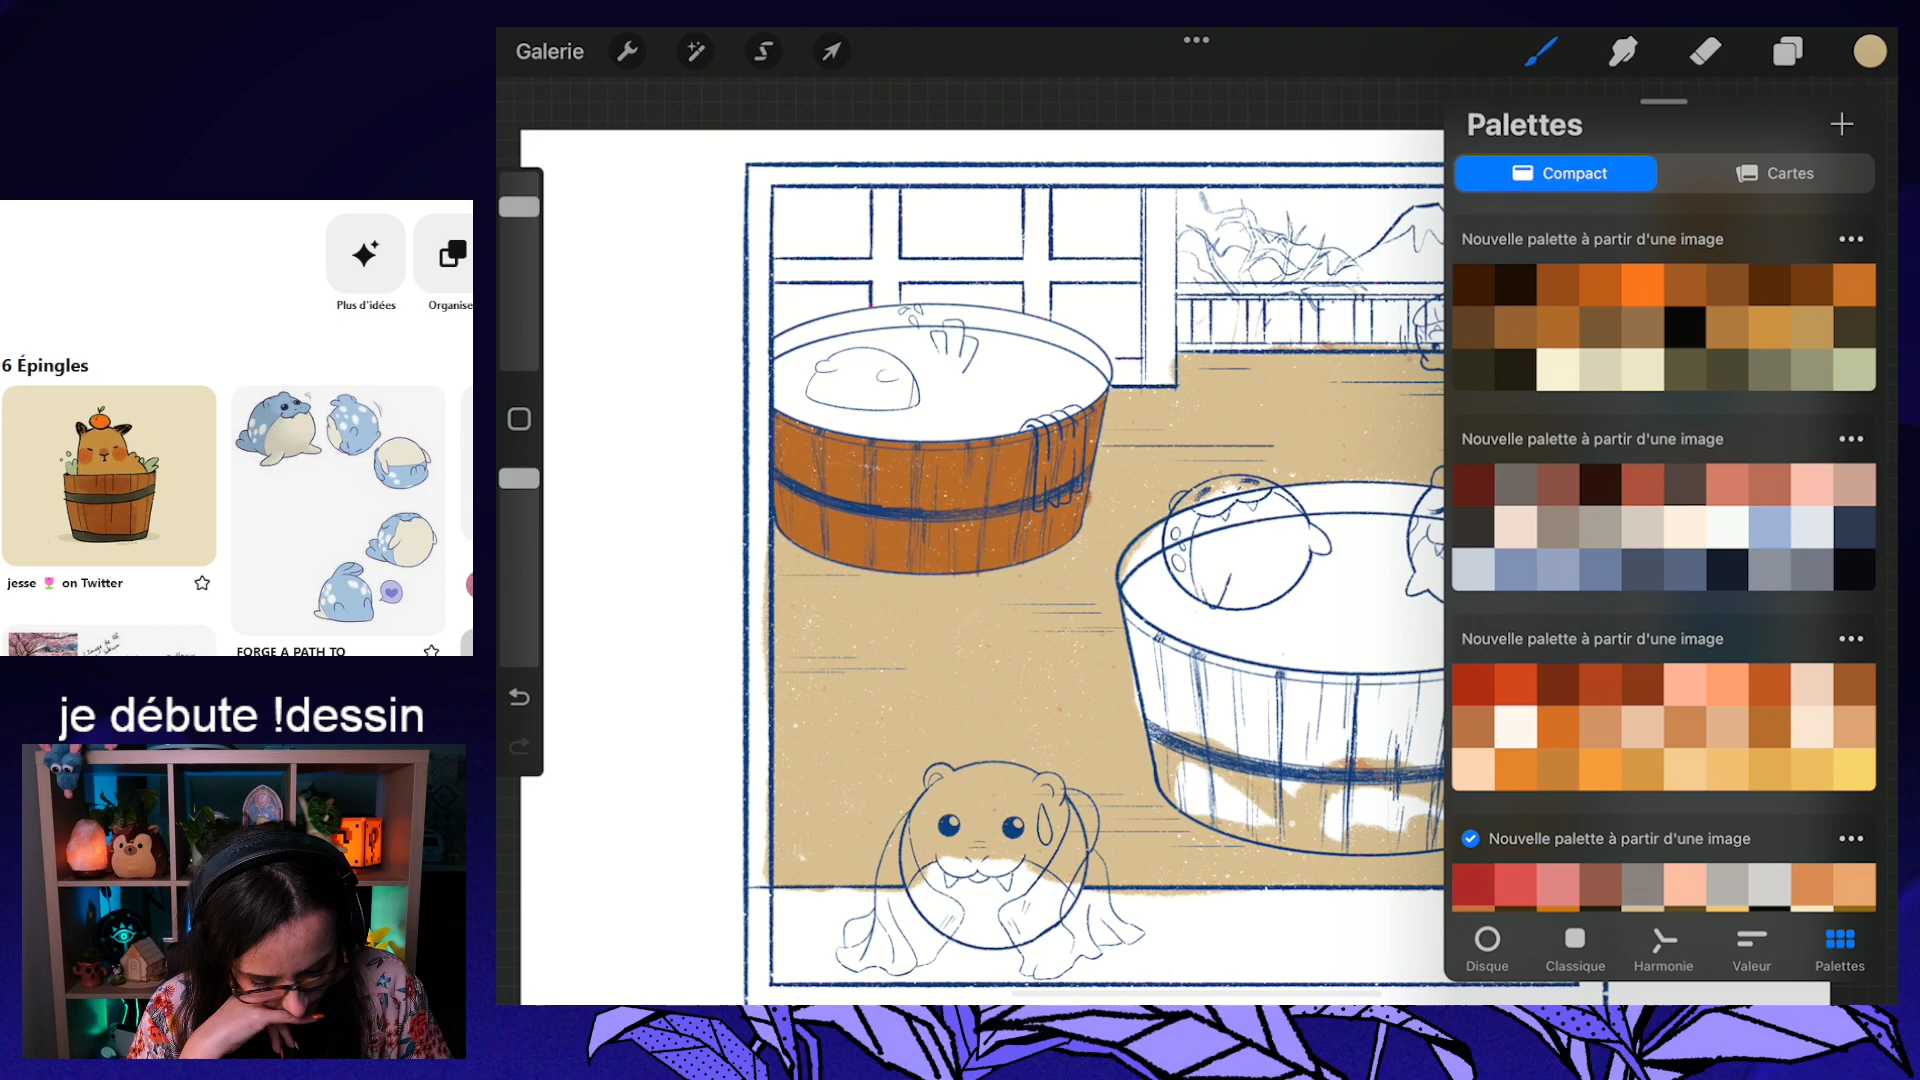 Galerie
Palettes
Compact
Cartes
Nouvelle palette à partir d'une image
Nouvelle palette à partir d'une image
Nouvelle palette à partir d'une image
Nouvelle palette à partir d'une image
Disque
Classique
Harmonie
Valeur
Palettes
Plus d'idées
Organise
6 Épingles
jesse 🌷 on Twitter
FORGE A PATH TO
je débute !dessin